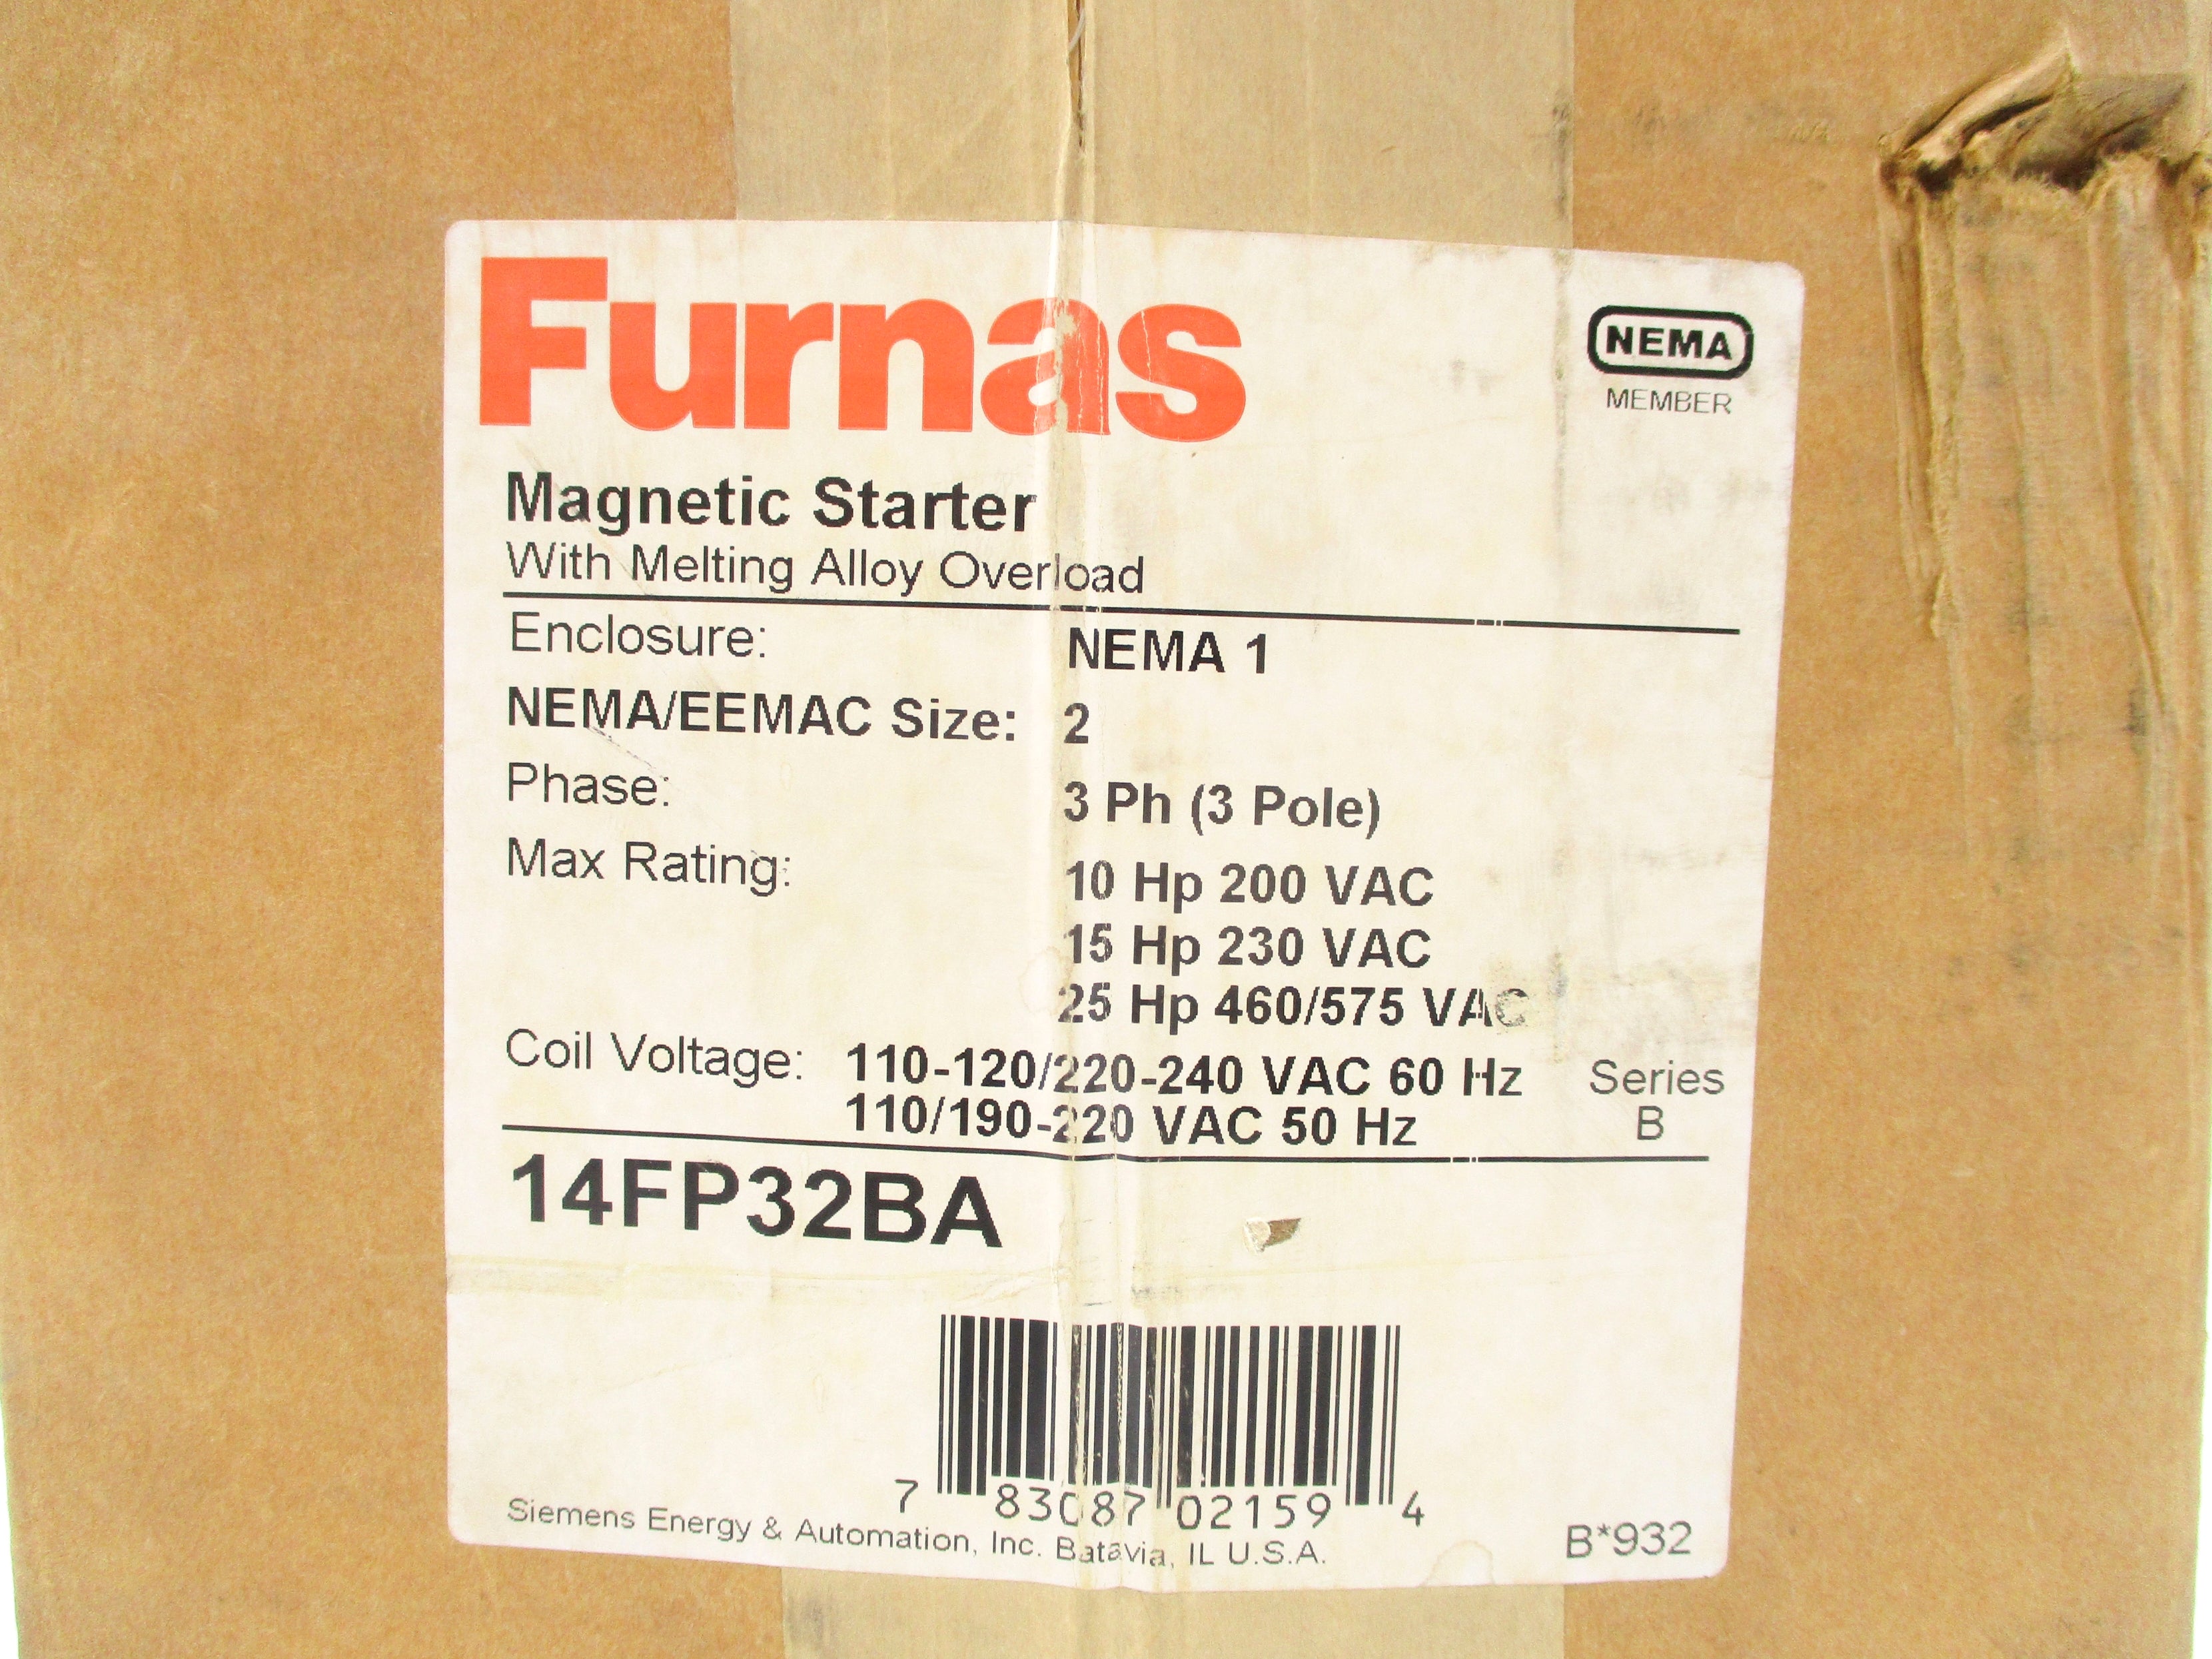 Furnas
NEMA
MEMBER
Magnetic Starter
With Melting Alloy Overload
Enclosure: NEMA 1
NEMA/EEMAC Size: 2
Phase: 3 Ph (3 Pole)
Max Rating: 10 Hp 200 VAC
15 Hp 230 VAC
25 Hp 460/575 VAC
Coil Voltage: 110-120/220-240 VAC 60 Hz
110/190-220 VAC 50 Hz
Series
B
14FP32BA
7 83087 02159 4
Siemens Energy & Automation, Inc. Batavia, IL U.S.A.
B*932